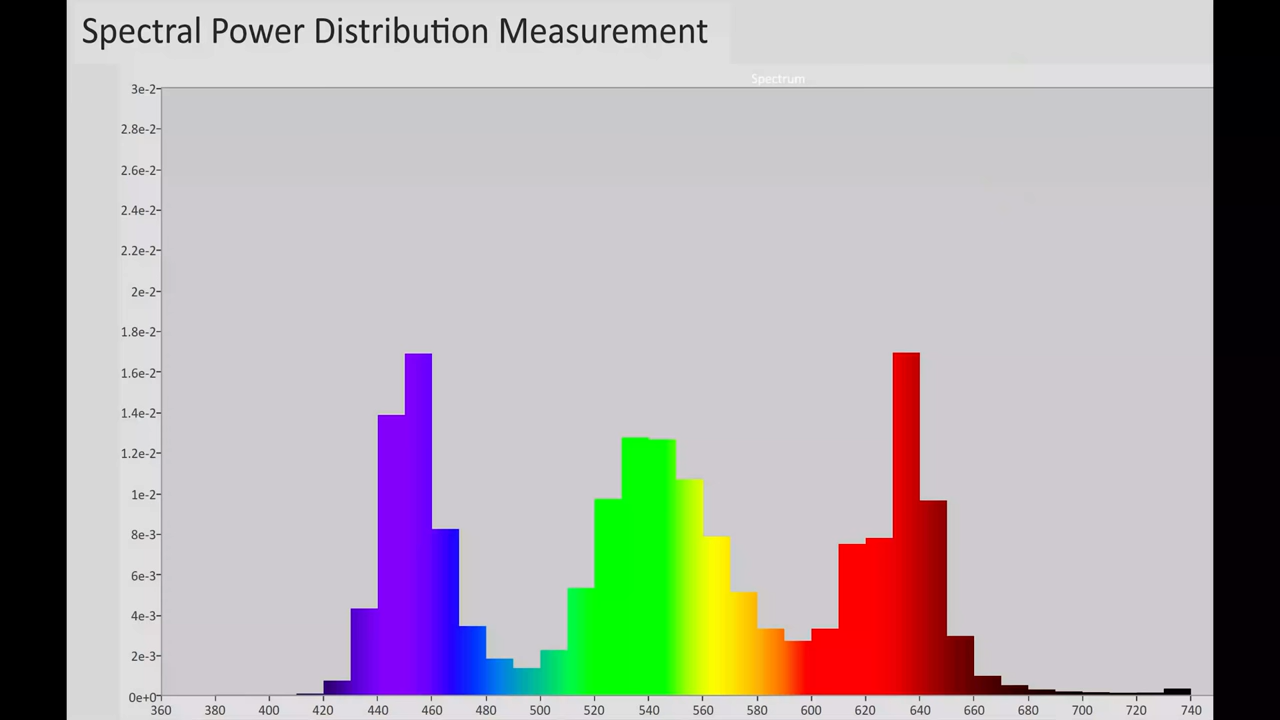 Spectral Power Distribution Measurement
Spectrum
3e-2
2.8e-2
2.6e-2
2.4e-2
2.2e-2
2e-2
1.8e-2
1.6e-2
1.4e-2
1.2e-2
1e-2
8e-3
6e-3
4e-3
2e-3
0e+0
360 380 400 420 440 460 480 500 520 540 560 580 600 620 640 660 680 700 720 740